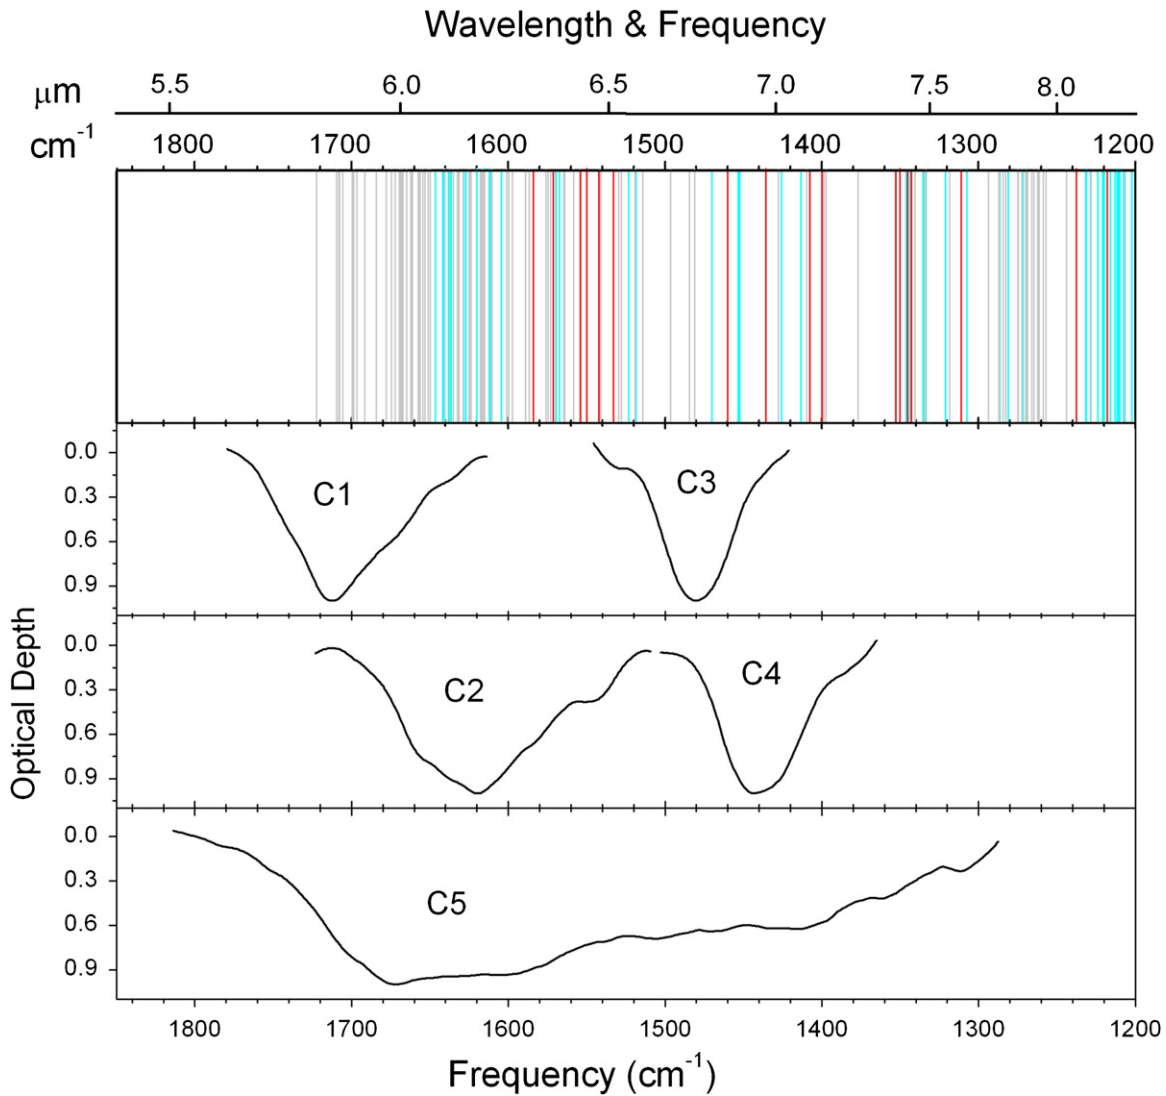 Wavelength & Frequency
μm 5.5 6.0 6.5 7.0 7.5 8.0
cm⁻¹ 1800 1700 1600 1500 1400 1300 1200
0.0
0.3
0.6
0.9
C1 C3
0.0
0.3
0.6
0.9
C2 C4
0.0
0.3
0.6
0.9
C5
Optical Depth
1800 1700 1600 1500 1400 1300 1200
Frequency (cm⁻¹)